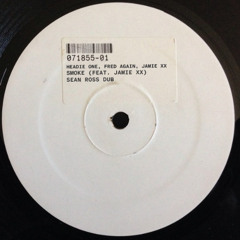 071855-01
HEADIE ONE, FRED AGAIN, JAMIE XX
SMOKE (FEAT. JAMIE XX)
SEAN ROSS DUB